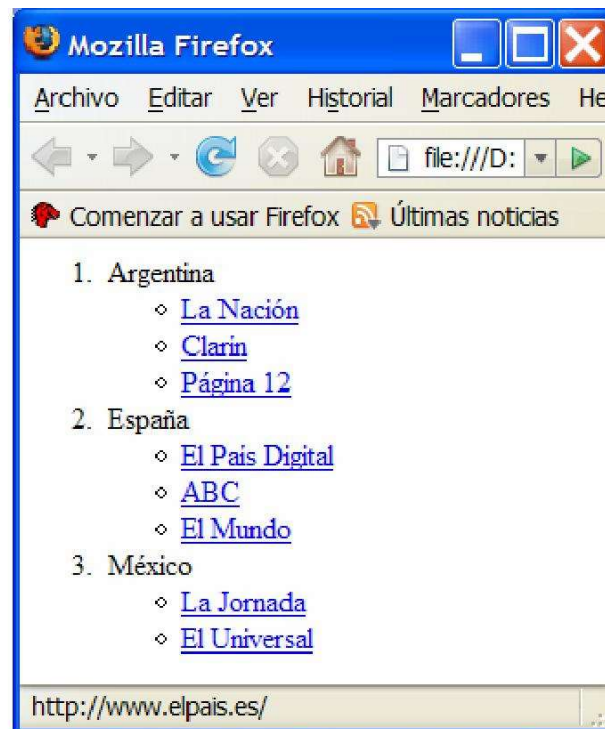 Mozilla Firefox
Archivo Editar Ver Historial Marcadores He
file:///D:
Comenzar a usar Firefox Últimas noticias
1. Argentina
La Nación
Clarín
Página 12
2. España
El País Digital
ABC
El Mundo
3. México
La Jornada
El Universal
http://www.elpais.es/